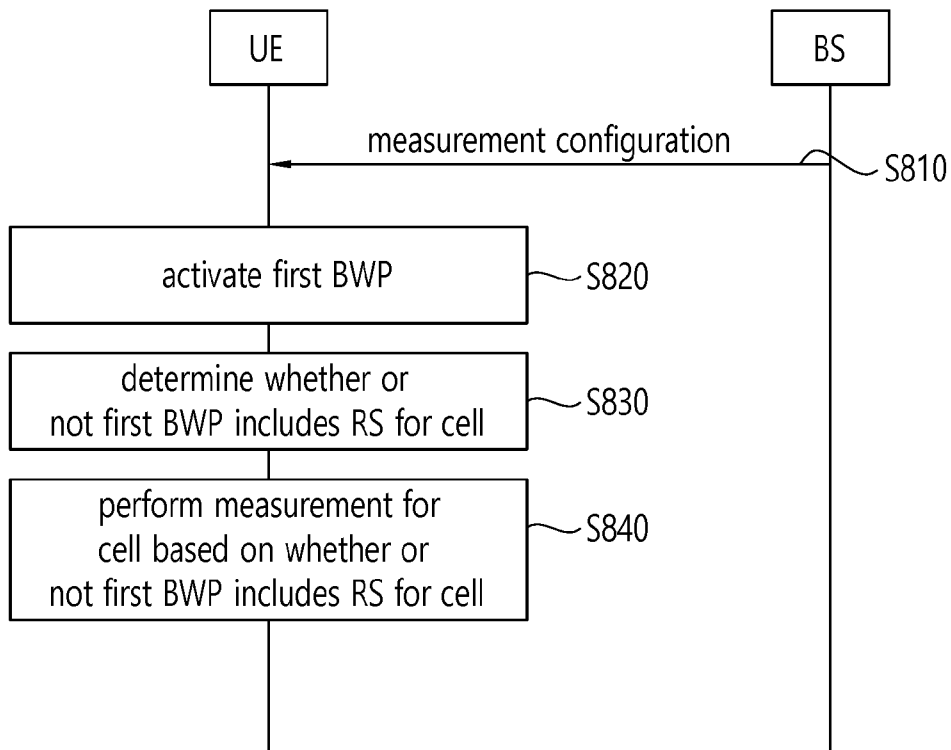 UE
BS
measurement configuration
S810
activate first BWP
S820
determine whether or
not first BWP includes RS for cell
S830
perform measurement for
cell based on whether or
not first BWP includes RS for cell
S840